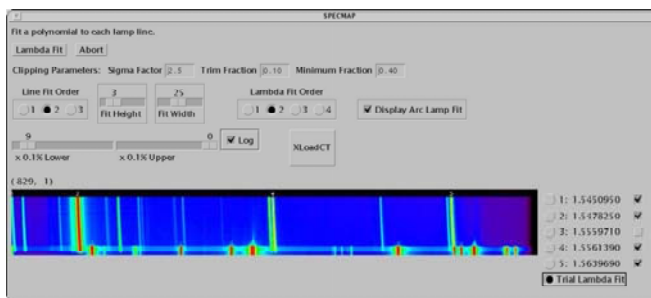 SPECMAP
Fit a polynomial to each lamp line.
Lambda Fit Abort
Clipping Parameters: Sigma Factor 2.5 Trim Fraction 0.10 Minimum Fraction 0.40
Line Fit Order 3 25 Lambda Fit Order
1 2 3 Fit Height Fit Width 1 2 3 4 Display Arc Lamp Fit
9 0 Log
x 0.1% Lower x 0.1% Upper XLoadCT
(829, 1)
1: 1.5450950
2: 1.5478250
3: 1.5559710
4: 1.5561390
5: 1.5639690
Trial Lambda Fit